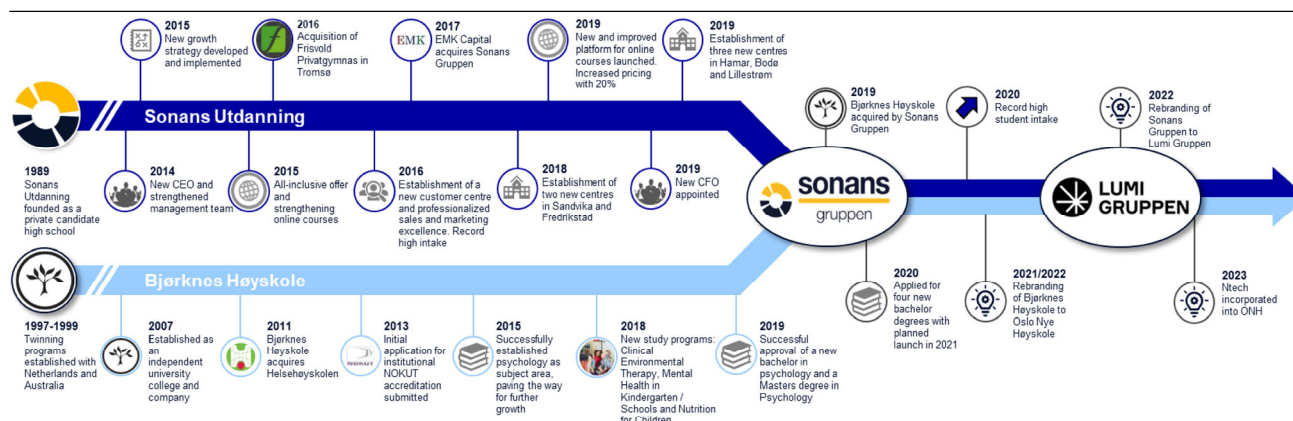 2015
New growth
strategy developed
and implemented
2016
Acquisition of
Frisvold
Privatgymnas in
Tromsø
EMK
2017
EMK Capital
acquires Sonans
Gruppen
2019
New and improved
platform for online
courses launched.
Increased pricing
with 20%
2019
Establishment of
three new centres
in Hamar, Bodø
and Lillestrøm
Sonans Utdanning
1989
Sonans
Utdanning
founded as a
private candidate
high school
2014
New CEO and
strengthened
management team
2015
All-inclusive offer
and
strengthening
online courses
2016
Establishment of a
new customer centre
and professionalized
sales and marketing
excellence. Record
high intake
2018
Establishment of
two new centres
in Sandvika and
Fredrikstad
2019
New CFO
appointed
2019
Bjørknes Høyskole
acquired by Sonans
Gruppen
2020
Record high
student intake
2022
Rebranding of
Sonans
Gruppen to
Lumi Gruppen
sonans
gruppen
LUMI
GRUPPEN
2020
Applied for
four new
bachelor
degrees with
planned
launch in 2021
2021/2022
Rebranding
of Bjørknes
Høyskole to
Oslo Nye
Høyskole
2023
Ntech
incorporated
into ONH
Bjørknes Høyskole
1997-1999
Twinning
programs
established with
Netherlands and
Australia
2007
Established as
an
independent
university
college and
company
2011
Bjørknes
Høyskole
acquires
Helsehøyskolen
NOKUT
2013
Initial
application for
institutional
NOKUT
accreditation
submitted
2015
Successfully
established
psychology as
subject area,
paving the way
for further
growth
2018
New study programs:
Clinical
Environmental
Therapy, Mental
Health in
Kindergarten /
Schools and Nutrition
for Children
2019
Successful
approval of a new
bachelor in
psychology and a
Masters degree in
Psychology